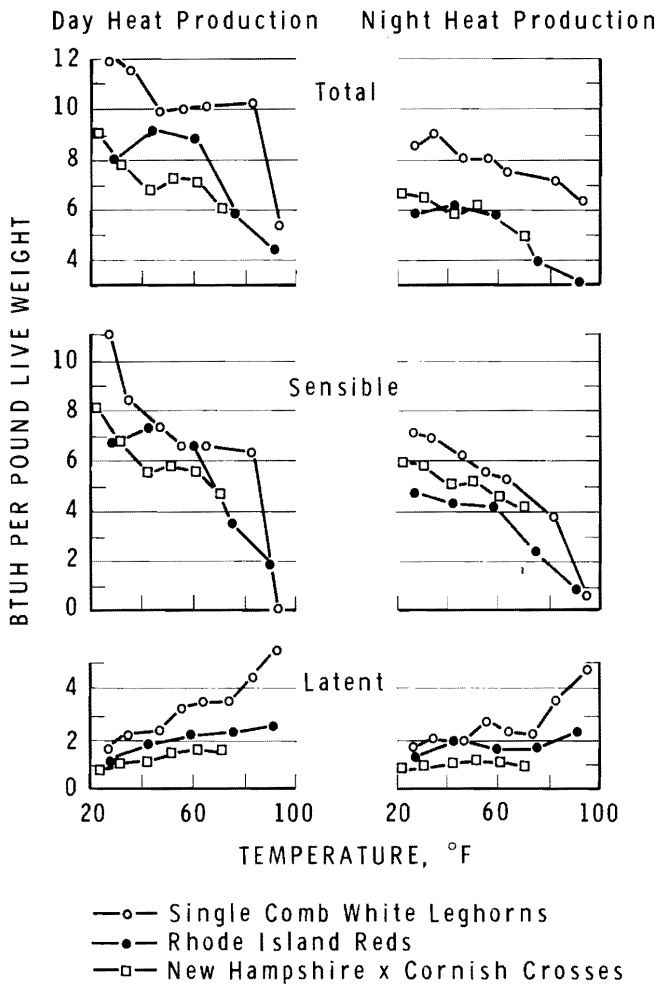 Day Heat Production Night Heat Production
Total
12
10
8
6
4
Sensible
10
8
6
4
2
0
Latent
4
2
0
20 60 100 20 60 100
TEMPERATURE, °F
BTUH PER POUND LIVE WEIGHT
Single Comb White Leghorns
Rhode Island Reds
New Hampshire x Cornish Crosses